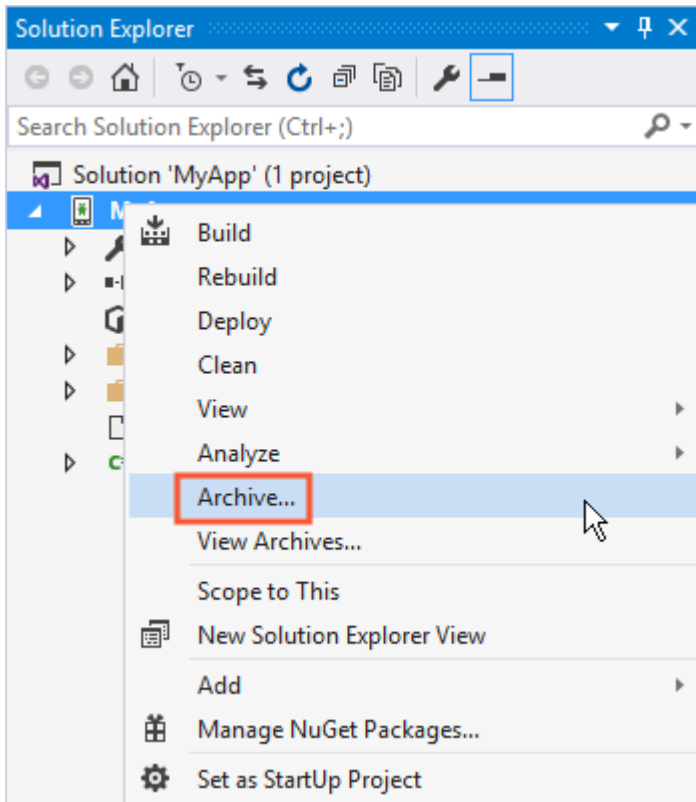 Solution Explorer
Search Solution Explorer (Ctrl+;)
Solution 'MyApp' (1 project)
Build
Rebuild
Deploy
Clean
View
Analyze
Archive...
View Archives...
Scope to This
New Solution Explorer View
Add
Manage NuGet Packages...
Set as StartUp Project